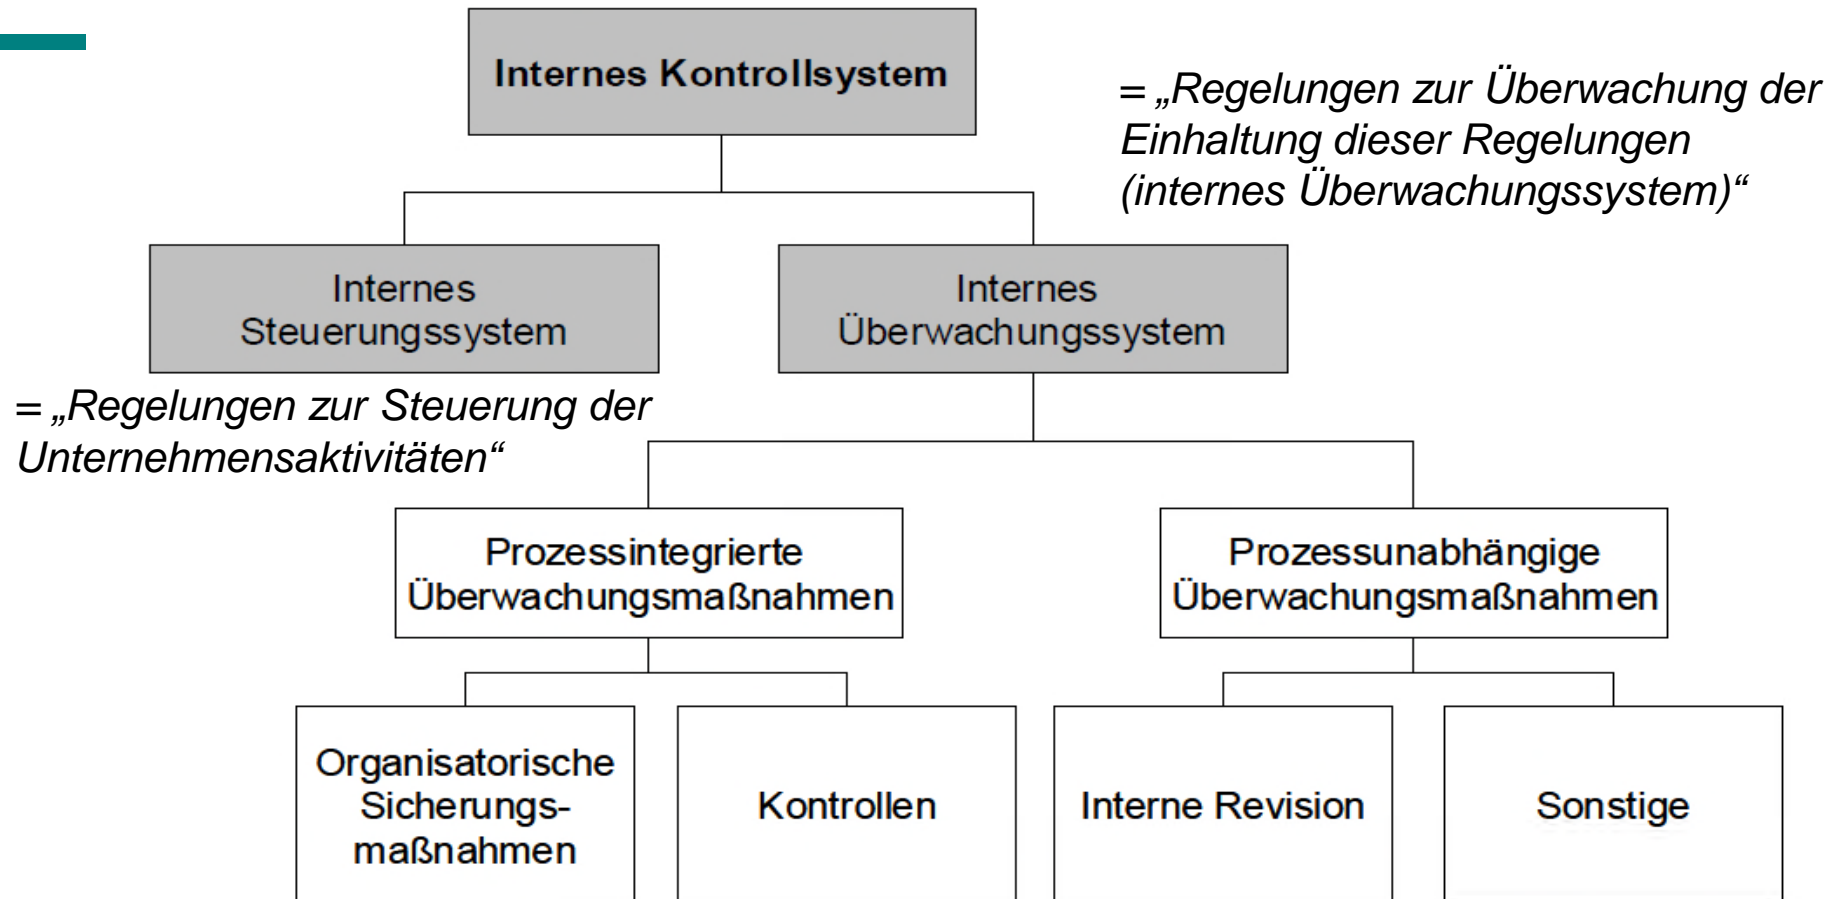 Internes Kontrollsystem
= „Regelungen zur Überwachung der
Einhaltung dieser Regelungen
(internes Überwachungssystem)“
Internes
Steuerungssystem
Internes
Überwachungssystem
= „Regelungen zur Steuerung der
Unternehmensaktivitäten“
Prozessintegrierte
Überwachungsmaßnahmen
Prozessunabhängige
Überwachungsmaßnahmen
Organisatorische
Sicherungs-
maßnahmen
Kontrollen
Interne Revision
Sonstige